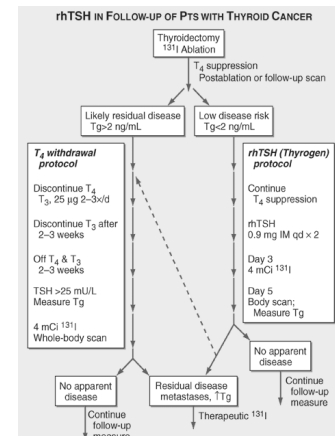 rhTSH IN FOLLOW-UP OF PTS WITH THYROID CANCER
Thyroidectomy
¹³¹I Ablation
T₄ suppression
Postablation or follow-up scan
Likely residual disease
Tg>2 ng/mL
Low disease risk
Tg<2 ng/mL
T₄ withdrawal
protocol
Discontinue T₄
T₃, 25 µg 2–3×/d
Discontinue T₃ after
2–3 weeks
Off T₄ & T₃
2–3 weeks
TSH >25 mU/L
Measure Tg
4 mCi ¹³¹I
Whole-body scan
rhTSH (Thyrogen)
protocol
Continue
T₄ suppression
rhTSH
0.9 mg IM qd × 2
Day 3
4 mCi ¹³¹I
Day 5
Body scan;
Measure Tg
No apparent
disease
Continue
follow-up
measure
Residual disease
metastases, ↑Tg
Therapeutic ¹³¹I
No apparent
disease
Continue
follow-up
measure